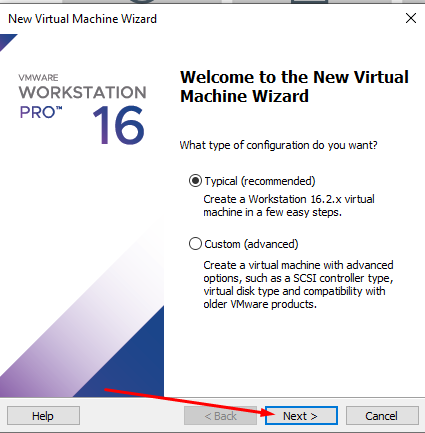 New Virtual Machine Wizard
VMWARE
WORKSTATION
PRO™
16
Welcome to the New Virtual
Machine Wizard
What type of configuration do you want?
Typical (recommended)
Create a Workstation 16.2.x virtual
machine in a few easy steps.
Custom (advanced)
Create a virtual machine with advanced
options, such as a SCSI controller type,
virtual disk type and compatibility with
older VMware products.
Help
< Back
Next >
Cancel